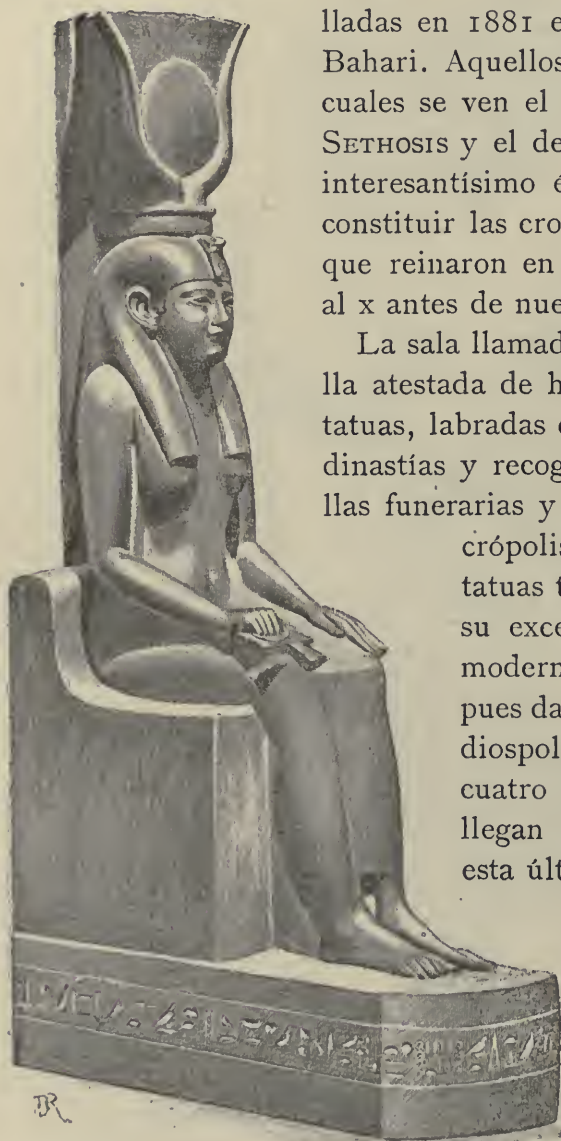 lladas en 1881 e
Bahari. Aquellos
cuales se ven el
SETHOSIS y el de
interesantísimo é
constituir las cro
que reinaron en
al x antes de nue
La sala llamad
lla atestada de h
tatuas, labradas
dinastías y recog
llas funerarias y
crópolis
tatuas t
su exce
modern
pues da
diospol
cuatro
llegan
esta últ